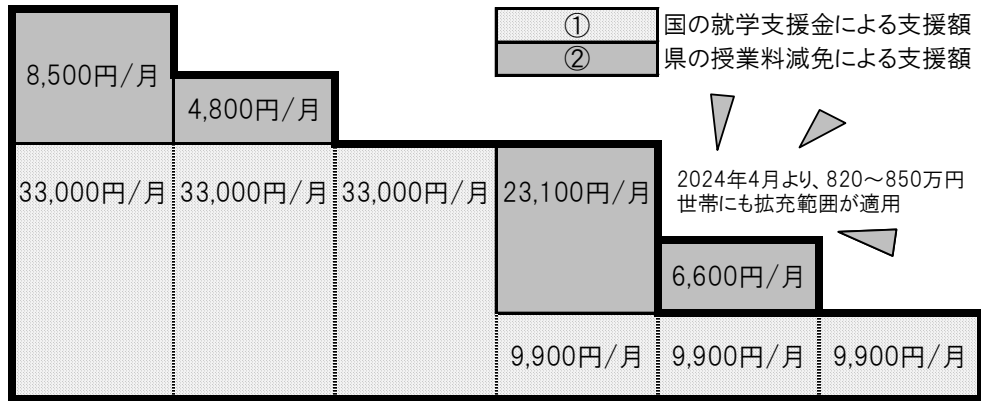 ① 国の就学支援金による支援額
② 県の授業料減免による支援額
8,500円/月
4,800円/月
33,000円/月 33,000円/月 33,000円/月 23,100円/月
2024年4月より、820～850万円
世帯にも拡充範囲が適用
6,600円/月
9,900円/月 9,900円/月 9,900円/月